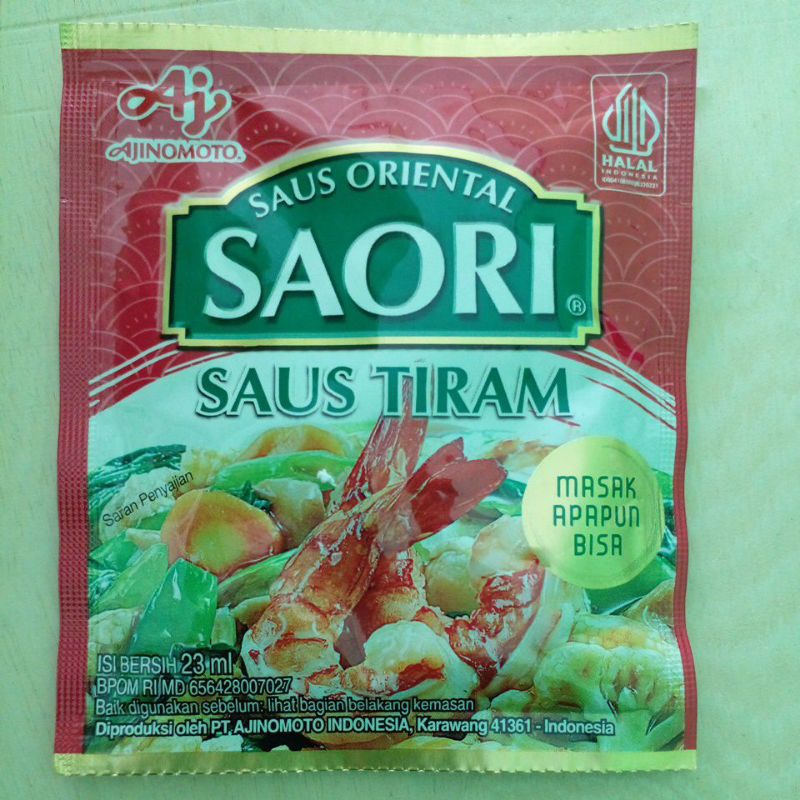 Aj
AJINOMOTO®
HALAL
INDONESIA
SAUS ORIENTAL
SAORI®
SAUS TIRAM
Saran Penyajian
MASAK
APAPUN
BISA
ISI BERSIH 23 ml
BPOM RI MD 656428007027
Baik digunakan sebelum: lihat bagian belakang kemasan
Diproduksi oleh PT AJINOMOTO INDONESIA, Karawang 41361 - Indonesia